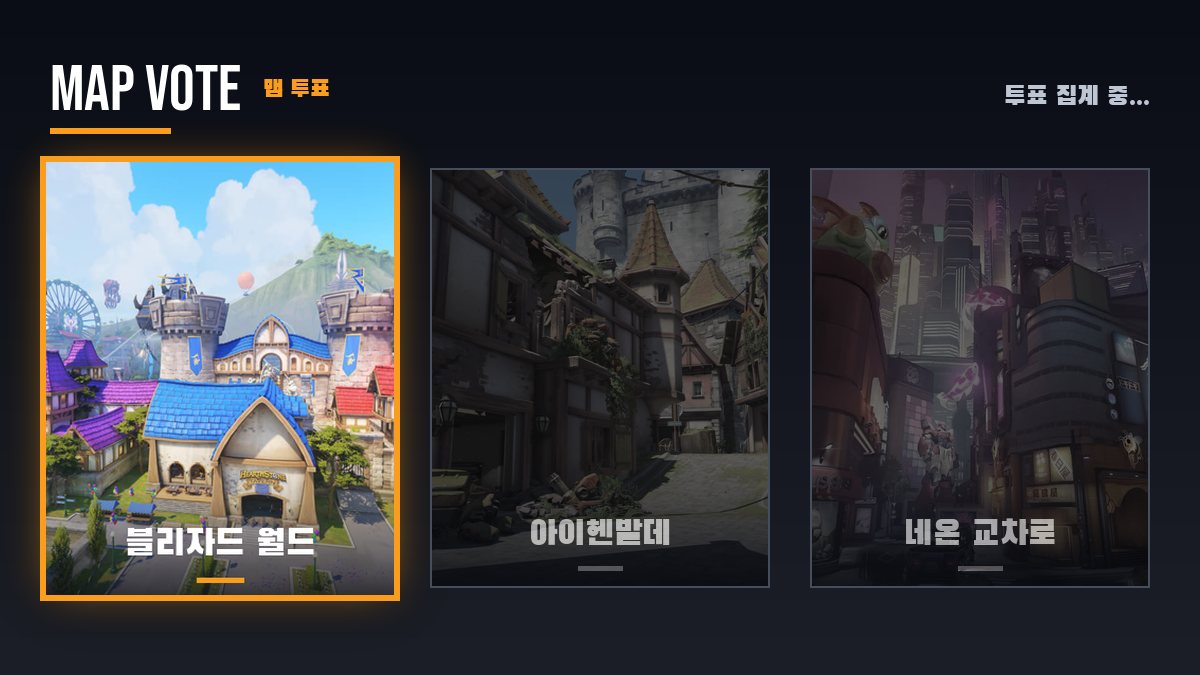 MAP VOTE
맵 투표
투표 집계 중...
HEARTHSTONE
블리자드 월드
아이헨발데
네온 교차로